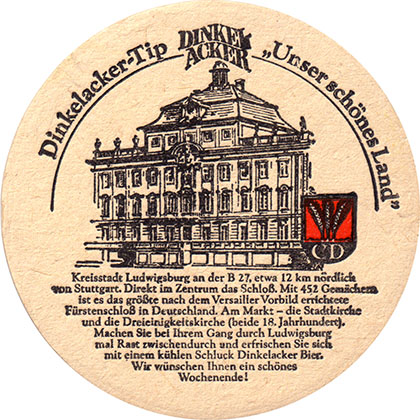 Dinkelacker-Tip
DINKEL
ACKER
„Unser schönes Land"
CD
Kreisstadt Ludwigsburg an der B 27, etwa 12 km nördlich
von Stuttgart. Direkt im Zentrum das Schloß. Mit 452 Gemächern
ist es das größte nach dem Versailler Vorbild errichtete
Fürstenschloß in Deutschland. Am Markt – die Stadtkirche
und die Dreieinigkeitskirche (beide 18. Jahrhundert).
Machen Sie bei Ihrem Gang durch Ludwigsburg
mal Rast zwischendurch und erfrischen Sie sich
mit einem kühlen Schluck Dinkelacker Bier.
Wir wünschen Ihnen ein schönes
Wochenende!